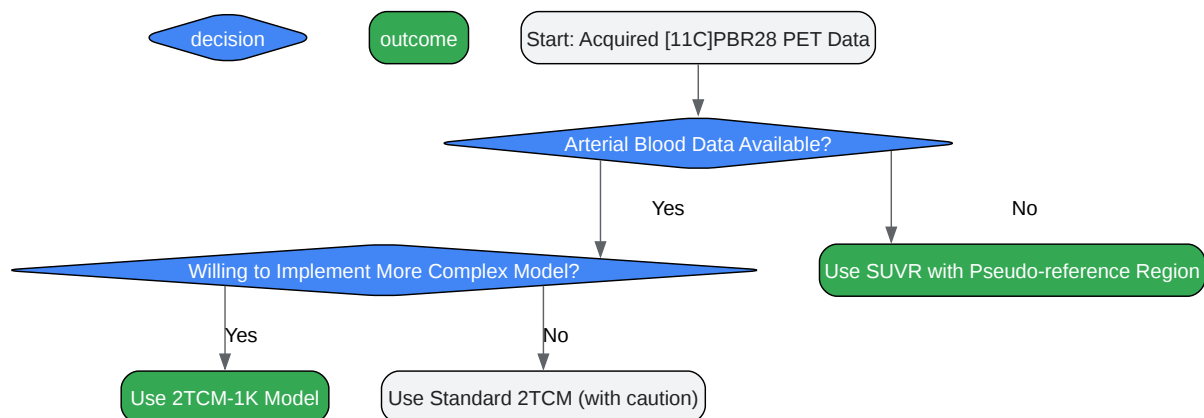 decision
outcome
Start: Acquired [11C]PBR28 PET Data
Arterial Blood Data Available?
Yes
No
Willing to Implement More Complex Model?
Use SUVR with Pseudo-reference Region
Yes
No
Use 2TCM-1K Model
Use Standard 2TCM (with caution)